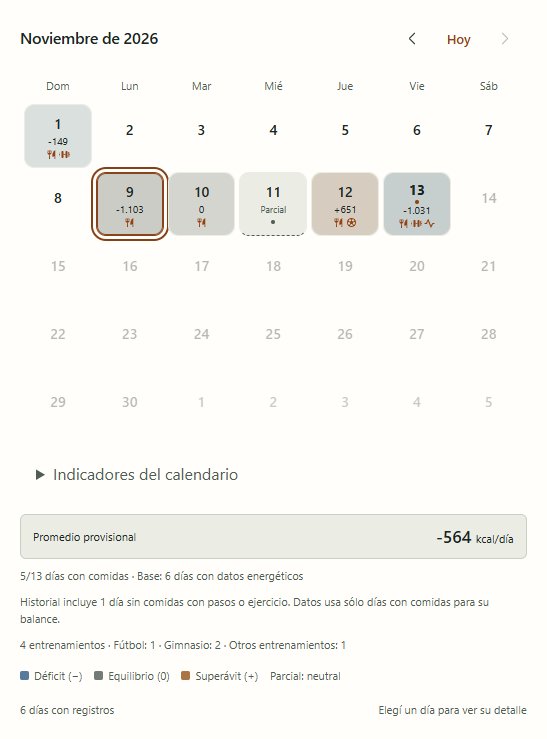 Noviembre de 2026
Hoy
Dom Lun Mar Mié Jue Vie Sáb
1 2 3 4 5 6 7
-149
8 9 10 11 12 13 14
-1.103 0 Parcial +651 -1.031
15 16 17 18 19 20 21
22 23 24 25 26 27 28
29 30 1 2 3 4 5
Indicadores del calendario
Promedio provisional -564 kcal/día
5/13 días con comidas · Base: 6 días con datos energéticos
Historial incluye 1 día sin comidas con pasos o ejercicio. Datos usa sólo días con comidas para su
balance.
4 entrenamientos · Fútbol: 1 · Gimnasio: 2 · Otros entrenamientos: 1
Déficit (−) Equilibrio (0) Superávit (+) Parcial: neutral
6 días con registros Elegí un día para ver su detalle